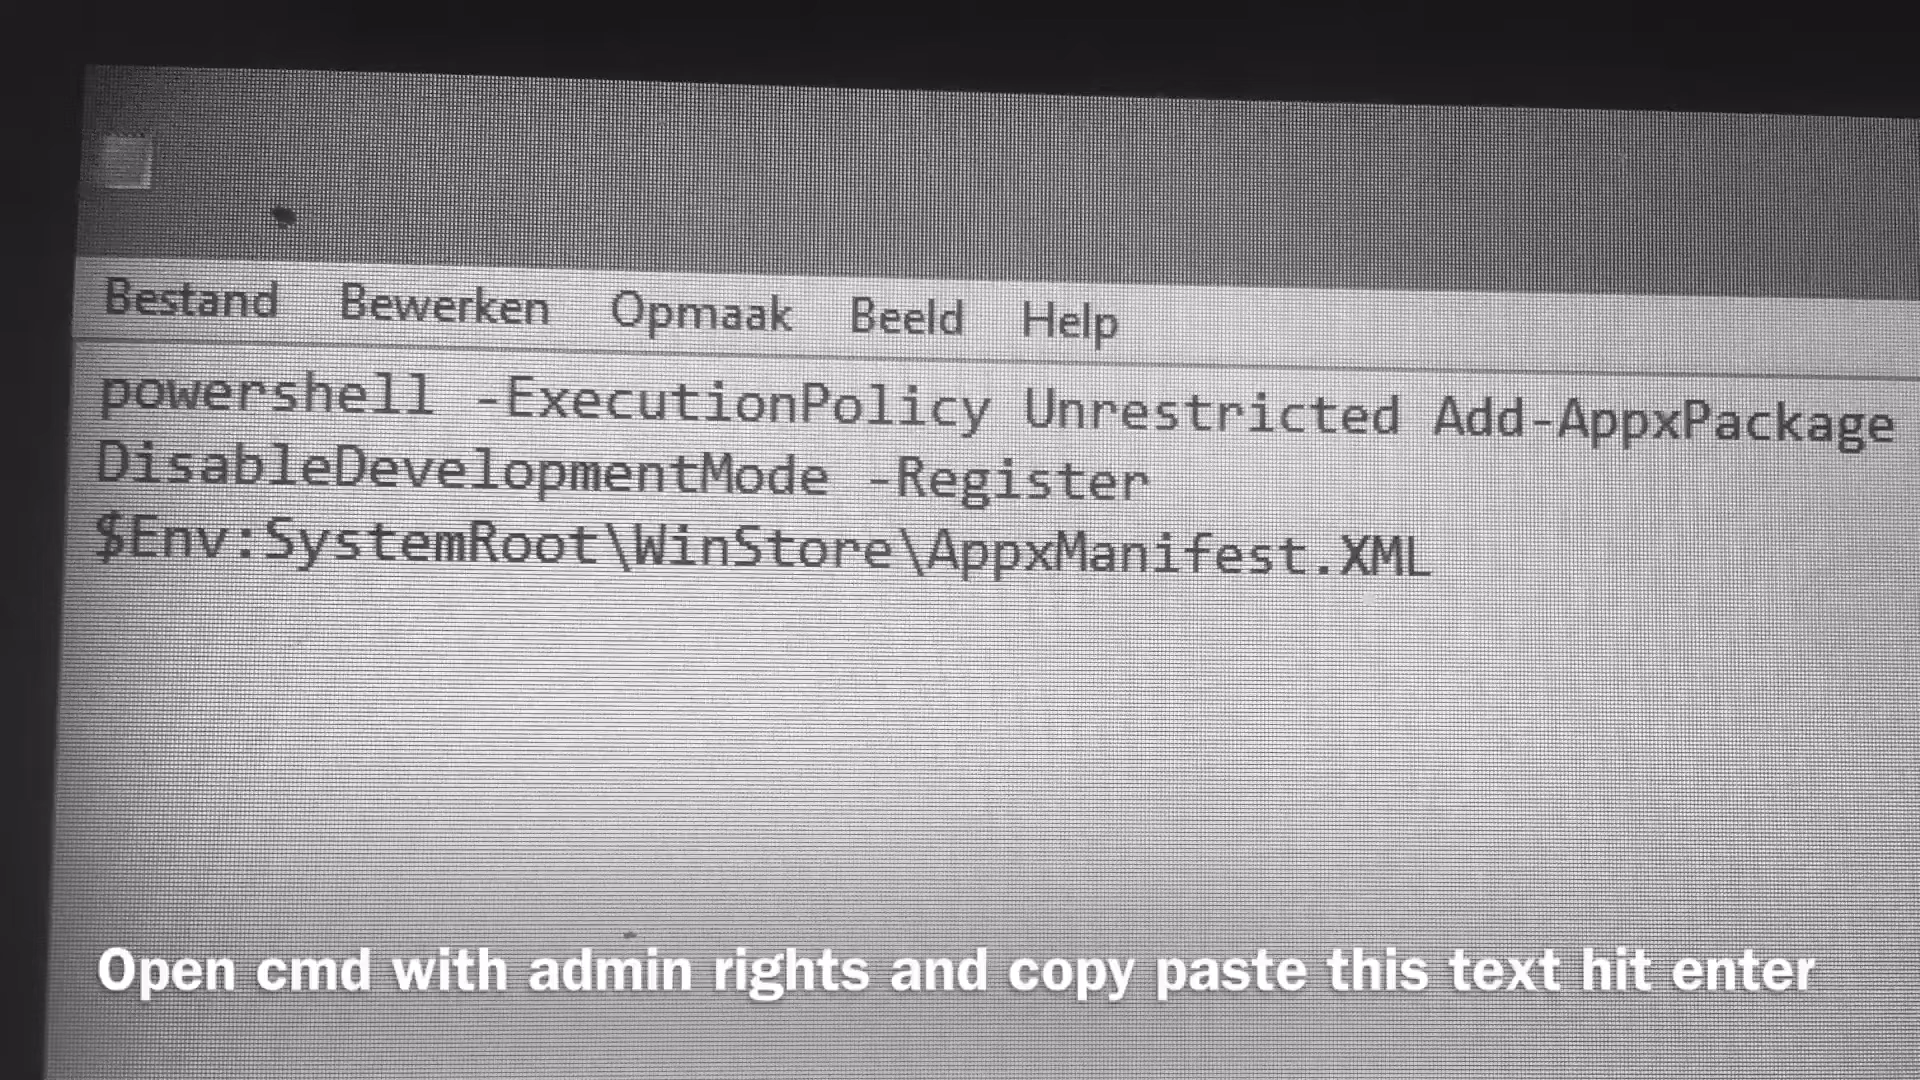 Bestand Bewerken Opmaak Beeld Help
powershell -ExecutionPolicy Unrestricted Add-AppxPackage
DisableDevelopmentMode -Register
$Env:SystemRoot\WinStore\AppxManifest.XML
Open cmd with admin rights and copy paste this text hit enter